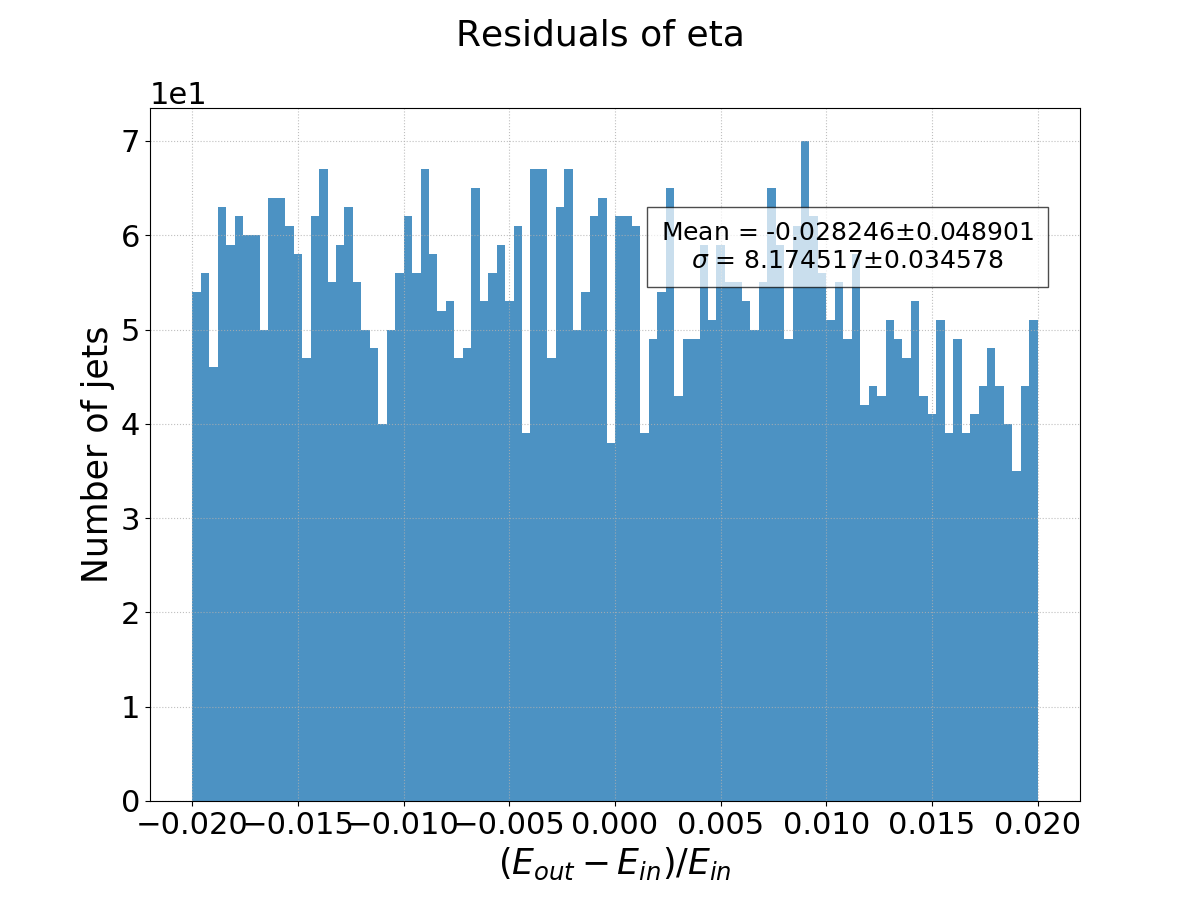 Residuals of eta
1e1
7
6
5
4
3
2
1
0
Number of jets
Mean = -0.028246±0.048901
σ = 8.174517±0.034578
−0.020 −0.015 −0.010 −0.005 0.000 0.005 0.010 0.015 0.020
(E_out − E_in)/E_in